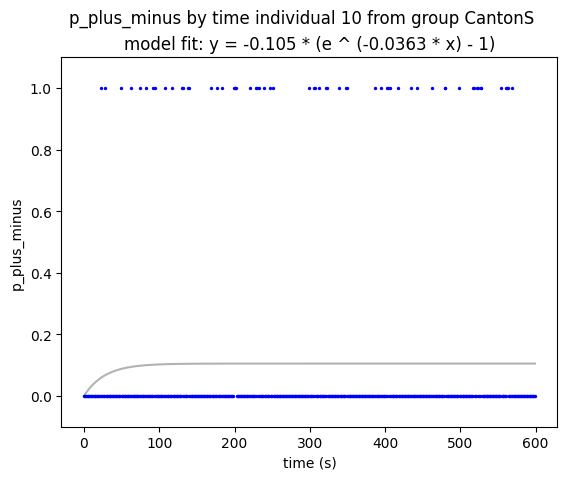 p_plus_minus by time individual 10 from group CantonS
model fit: y = -0.105 * (e ^ (-0.0363 * x) - 1)
1.0
0.8
0.6
0.4
0.2
0.0
p_plus_minus
0 100 200 300 400 500 600
time (s)